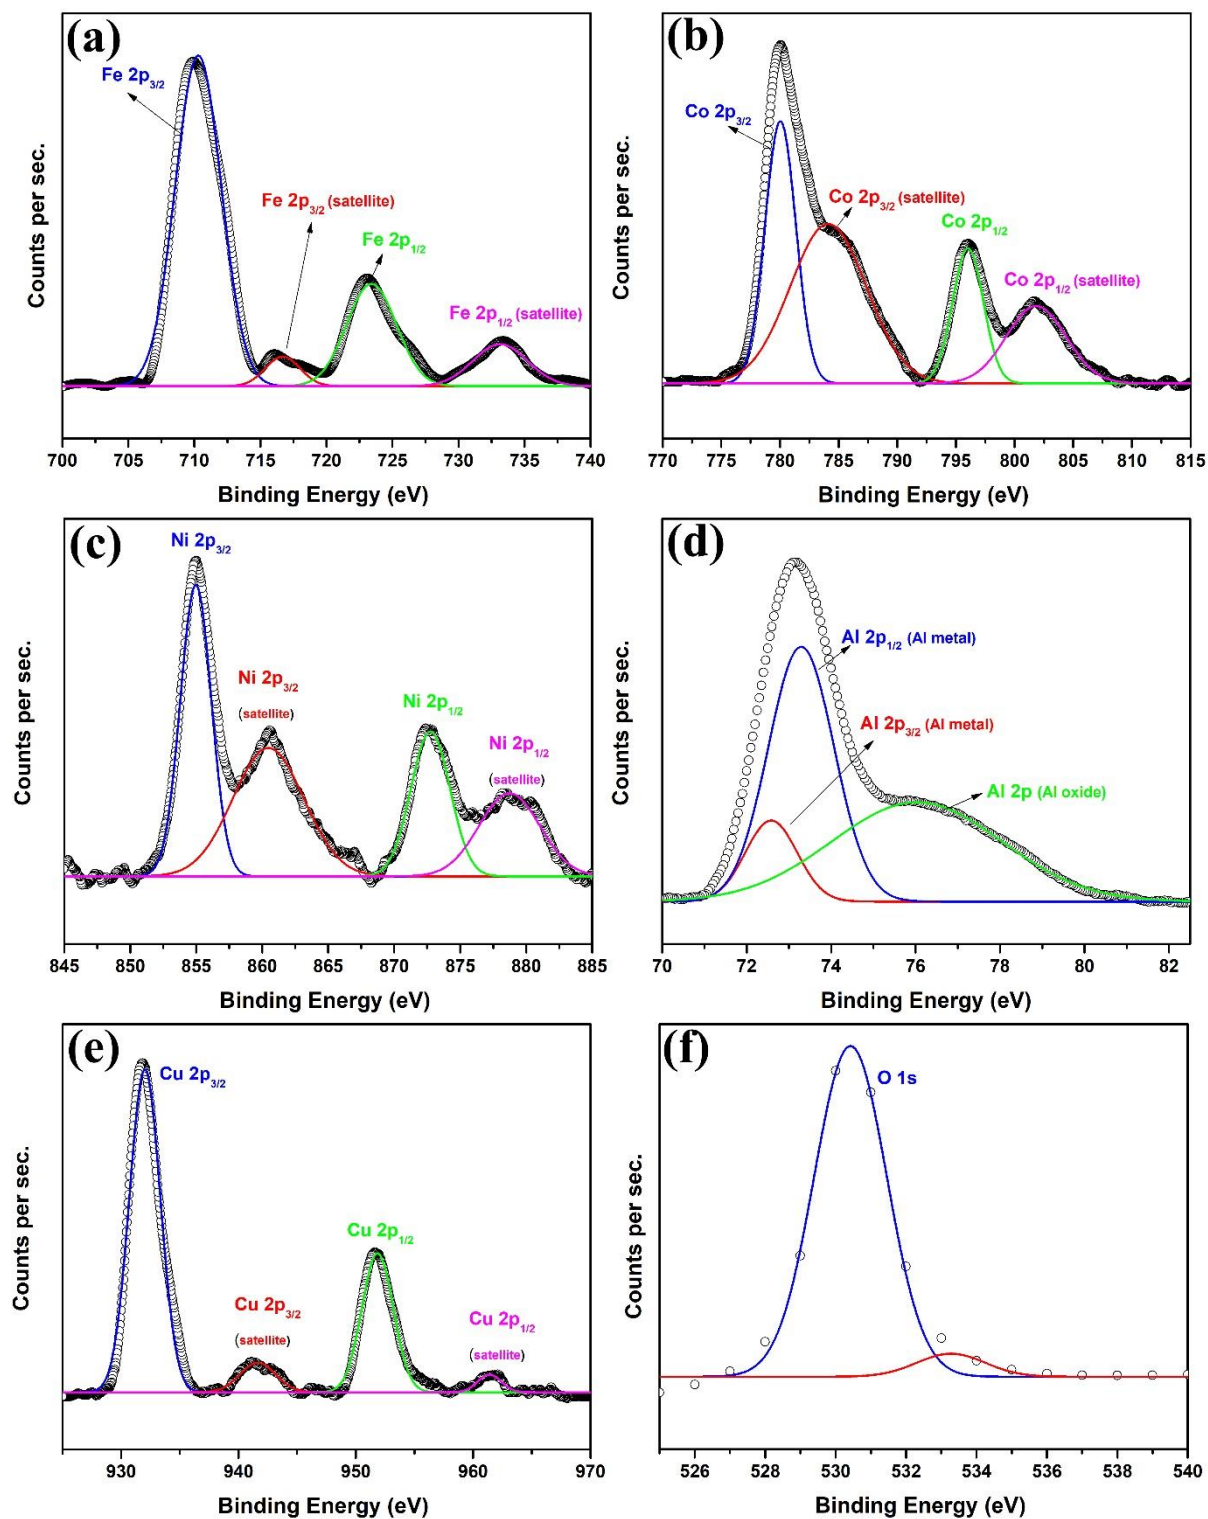 (a)
Fe 2p3/2
Fe 2p3/2 (satellite)
Fe 2p1/2
Fe 2p1/2 (satellite)
Counts per sec.
700 705 710 715 720 725 730 735 740
Binding Energy (eV)
(b)
Co 2p3/2
Co 2p3/2 (satellite)
Co 2p1/2
Co 2p1/2 (satellite)
Counts per sec.
770 775 780 785 790 795 800 805 810 815
Binding Energy (eV)
(c)
Ni 2p3/2
Ni 2p3/2
(satellite)
Ni 2p1/2
Ni 2p1/2
(satellite)
Counts per sec.
845 850 855 860 865 870 875 880 885
Binding Energy (eV)
(d)
Al 2p1/2 (Al metal)
Al 2p3/2 (Al metal)
Al 2p (Al oxide)
Counts per sec.
70 72 74 76 78 80 82
Binding Energy (eV)
(e)
Cu 2p3/2
Cu 2p3/2
(satellite)
Cu 2p1/2
Cu 2p1/2
(satellite)
Counts per sec.
930 940 950 960 970
Binding Energy (eV)
(f)
O 1s
Counts per sec.
526 528 530 532 534 536 538 540
Binding Energy (eV)